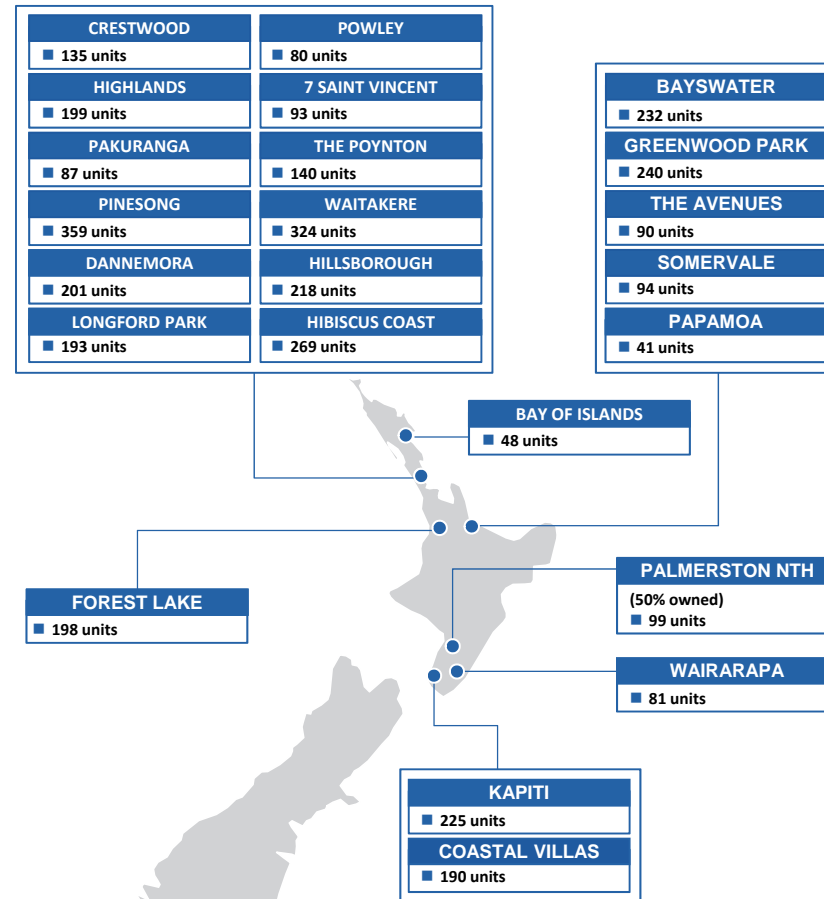 CRESTWOOD
135 units
HIGHLANDS
199 units
PAKURANGA
87 units
PINESONG
359 units
DANNEMORA
201 units
LONGFORD PARK
193 units
POWLEY
80 units
7 SAINT VINCENT
93 units
THE POYNTON
140 units
WAITAKERE
324 units
HILLSBOROUGH
218 units
HIBISCUS COAST
269 units
BAYSWATER
232 units
GREENWOOD PARK
240 units
THE AVENUES
90 units
SOMERVALE
94 units
PAPAMOA
41 units
BAY OF ISLANDS
48 units
FOREST LAKE
198 units
PALMERSTON NTH
(50% owned)
99 units
WAIRARAPA
81 units
KAPITI
225 units
COASTAL VILLAS
190 units